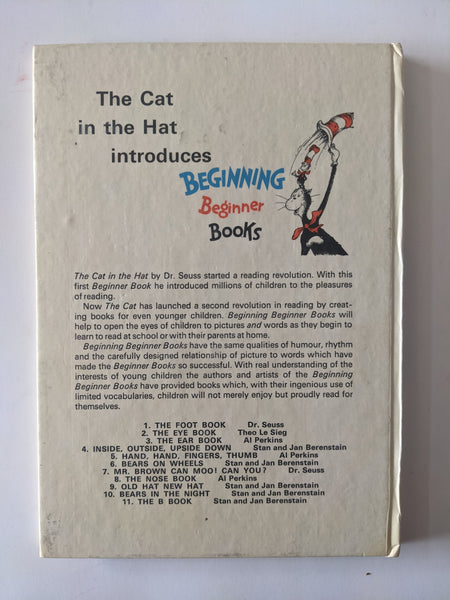 The Cat
in the Hat
introduces
BEGINNING
Beginner
Books
The Cat in the Hat by Dr. Seuss started a reading revolution. With this
first Beginner Book he introduced millions of children to the pleasures
of reading.
Now The Cat has launched a second revolution in reading by creat-
ing books for even younger children. Beginning Beginner Books will
help to open the eyes of children to pictures and words as they begin to
learn to read at school or with their parents at home.
Beginning Beginner Books have the same qualities of humour, rhythm
and the carefully designed relationship of picture to words which have
made the Beginner Books so successful. With real understanding of the
interests of young children the authors and artists of the Beginning
Beginner Books have provided books which, with their ingenious use of
limited vocabularies, children will not merely enjoy but proudly read for
themselves.
1. THE FOOT BOOK Dr. Seuss
2. THE EYE BOOK Theo Le Sieg
3. THE EAR BOOK Al Perkins
4. INSIDE, OUTSIDE, UPSIDE DOWN Stan and Jan Berenstain
5. HAND, HAND, FINGERS, THUMB Al Perkins
6. BEARS ON WHEELS Stan and Jan Berenstain
7. MR. BROWN CAN MOO! CAN YOU? Dr. Seuss
8. THE NOSE BOOK Al Perkins
9. OLD HAT NEW HAT Stan and Jan Berenstain
10. BEARS IN THE NIGHT Stan and Jan Berenstain
11. THE B BOOK Stan and Jan Berenstain